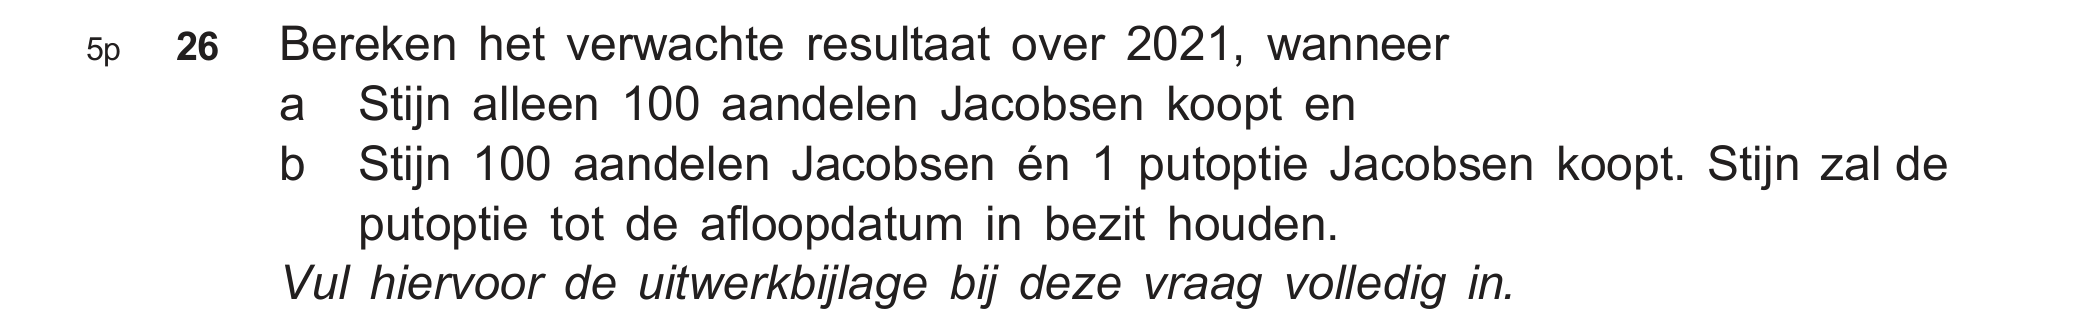 5p 26 Bereken het verwachte resultaat over 2021, wanneer
a Stijn alleen 100 aandelen Jacobsen koopt en
b Stijn 100 aandelen Jacobsen én 1 putoptie Jacobsen koopt. Stijn zal de
putoptie tot de afloopdatum in bezit houden.
Vul hiervoor de uitwerkbijlage bij deze vraag volledig in.